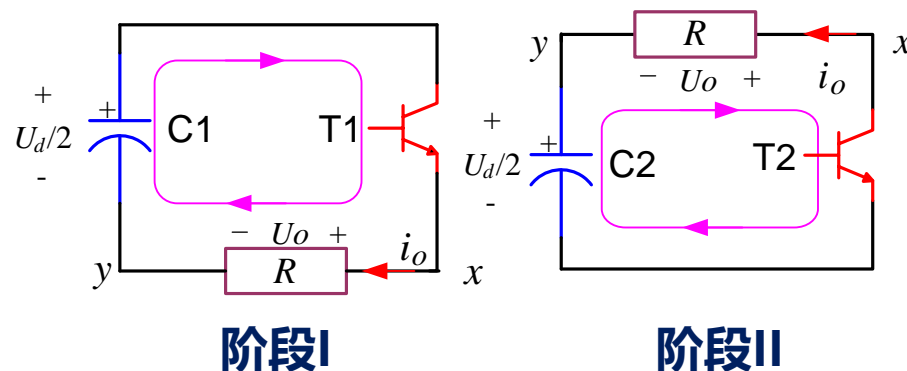 +
+
U_d/2
-
C1
T1
− Uo +
y
R
i_o
x
阶段I
y
R
x
− Uo +
i_o
+
+
U_d/2
-
C2
T2
阶段II